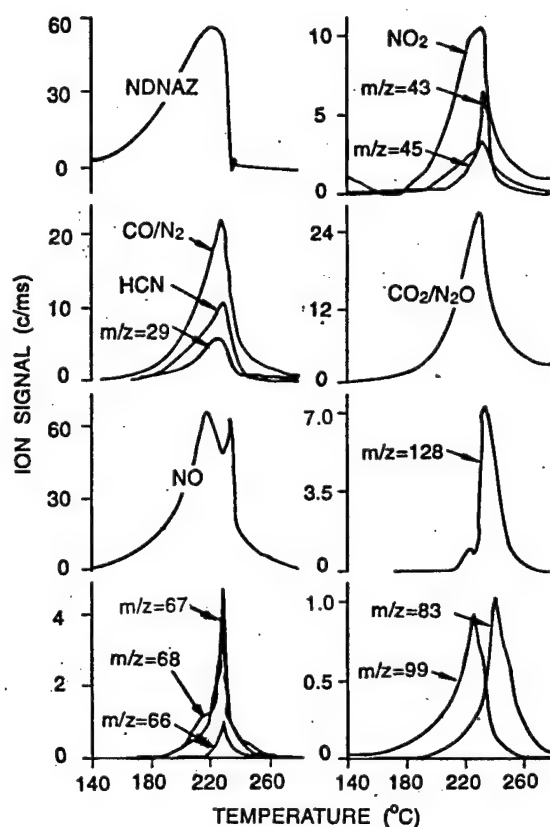 60
30
0
NDNAZ
10
5
0
NO2
m/z=43
m/z=45
20
10
0
CO/N2
HCN
m/z=29
24
12
0
CO2/N2O
60
30
0
NO
7.0
3.5
0
m/z=128
4
2
0
m/z=67
m/z=68
m/z=66
1.0
0.5
0
m/z=83
m/z=99
140 180 220 260
140 180 220 260
ION SIGNAL (c/ms)
TEMPERATURE (°C)